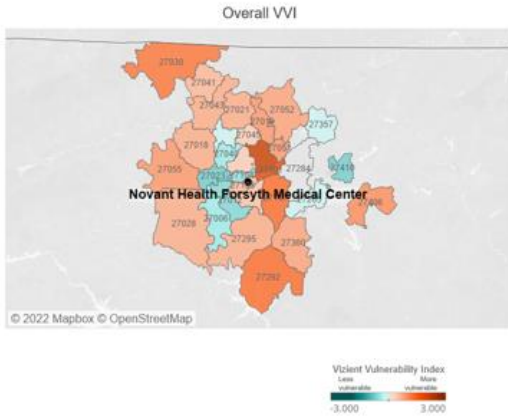 Overall VVI
27030
27041
27043
27021
27052
27357
27045
27018
27284
27055
Novant Health Forsyth Medical Center
27006
27028
27295
27360
27292
© 2022 Mapbox © OpenStreetMap
Vizient Vulnerability Index
Less
vulnerable
More
vulnerable
-3.000
3.000